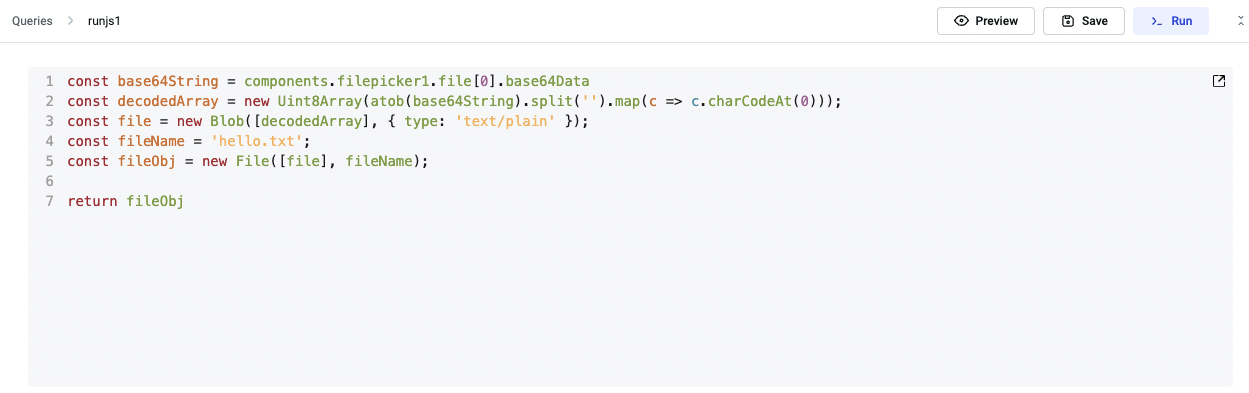 Queries > runjs1 Preview Save >_ Run
1 const base64String = components.filepicker1.file[0].base64Data
2 const decodedArray = new Uint8Array(atob(base64String).split('').map(c => c.charCodeAt(0)));
3 const file = new Blob([decodedArray], { type: 'text/plain' });
4 const fileName = 'hello.txt';
5 const fileObj = new File([file], fileName);
6
7 return fileObj